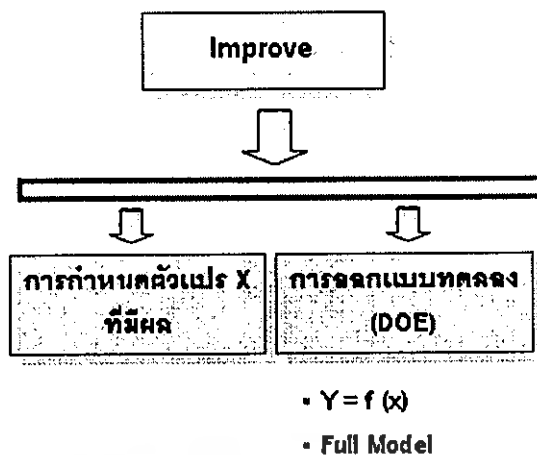 Improve
การกำหนดตัวแปร X
ที่มีผล
การออกแบบทดลอง
(DOE)
- Y = f (x)
- Full Model